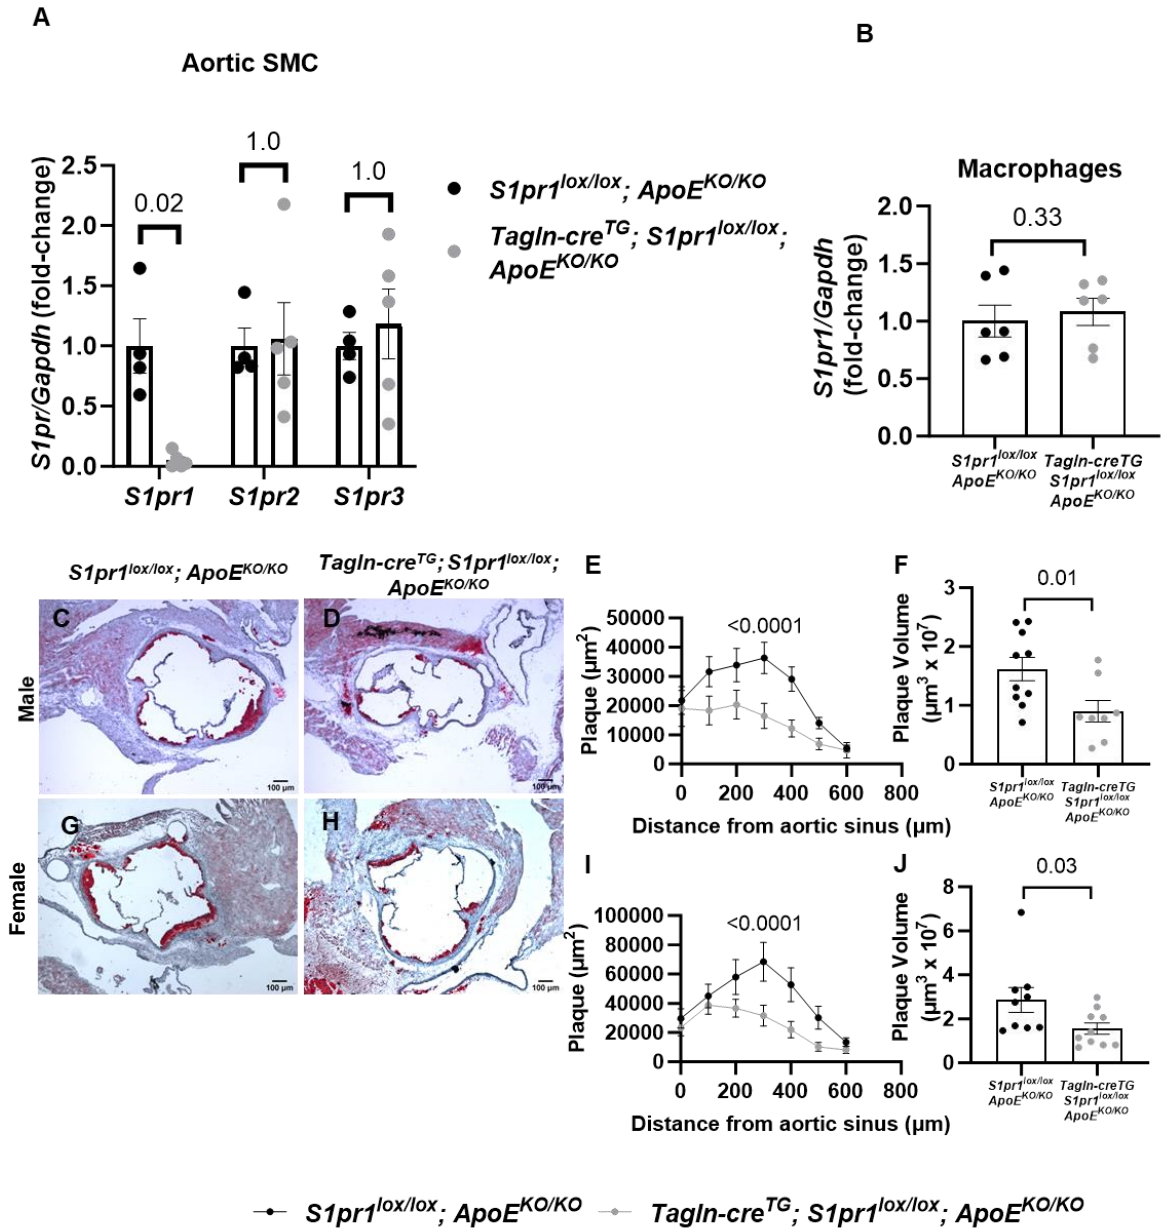 A
B
Aortic SMC
S1pr/Gapdh (fold-change)
2.5
2.0
1.5
1.0
0.5
0.0
0.02
1.0
1.0
S1pr1
S1pr2
S1pr3
S1pr1lox/lox; ApoEKO/KO
Tagln-creTG; S1pr1lox/lox;
ApoEKO/KO
Macrophages
S1pr1/Gapdh
(fold-change)
2.0
1.5
1.0
0.5
0.0
0.33
S1pr1lox/lox
ApoEKO/KO
Tagln-creTG
S1pr1lox/lox
ApoEKO/KO
S1pr1lox/lox; ApoEKO/KO
Tagln-creTG; S1pr1lox/lox;
ApoEKO/KO
Male
C
100 µm
D
100 µm
E
Plaque (µm2)
50000
40000
30000
20000
10000
0
<0.0001
0 200 400 600 800
Distance from aortic sinus (µm)
F
Plaque Volume
(µm3 x 107)
3
2
1
0
0.01
S1pr1lox/lox
ApoEKO/KO
Tagln-creTG
S1pr1lox/lox
ApoEKO/KO
Female
G
100 µm
H
100 µm
I
Plaque (µm2)
100000
80000
60000
40000
20000
0
<0.0001
0 200 400 600 800
Distance from aortic sinus (µm)
J
Plaque Volume
(µm3 x 107)
8
6
4
2
0
0.03
S1pr1lox/lox
ApoEKO/KO
Tagln-creTG
S1pr1lox/lox
ApoEKO/KO
S1pr1lox/lox; ApoEKO/KO
Tagln-creTG; S1pr1lox/lox; ApoEKO/KO